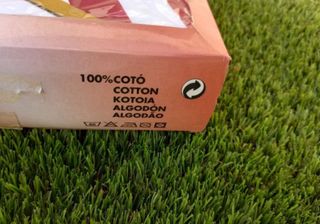 100% COTÓ
COTTON
KOTOIA
ALGODÓN
ALGODÃO